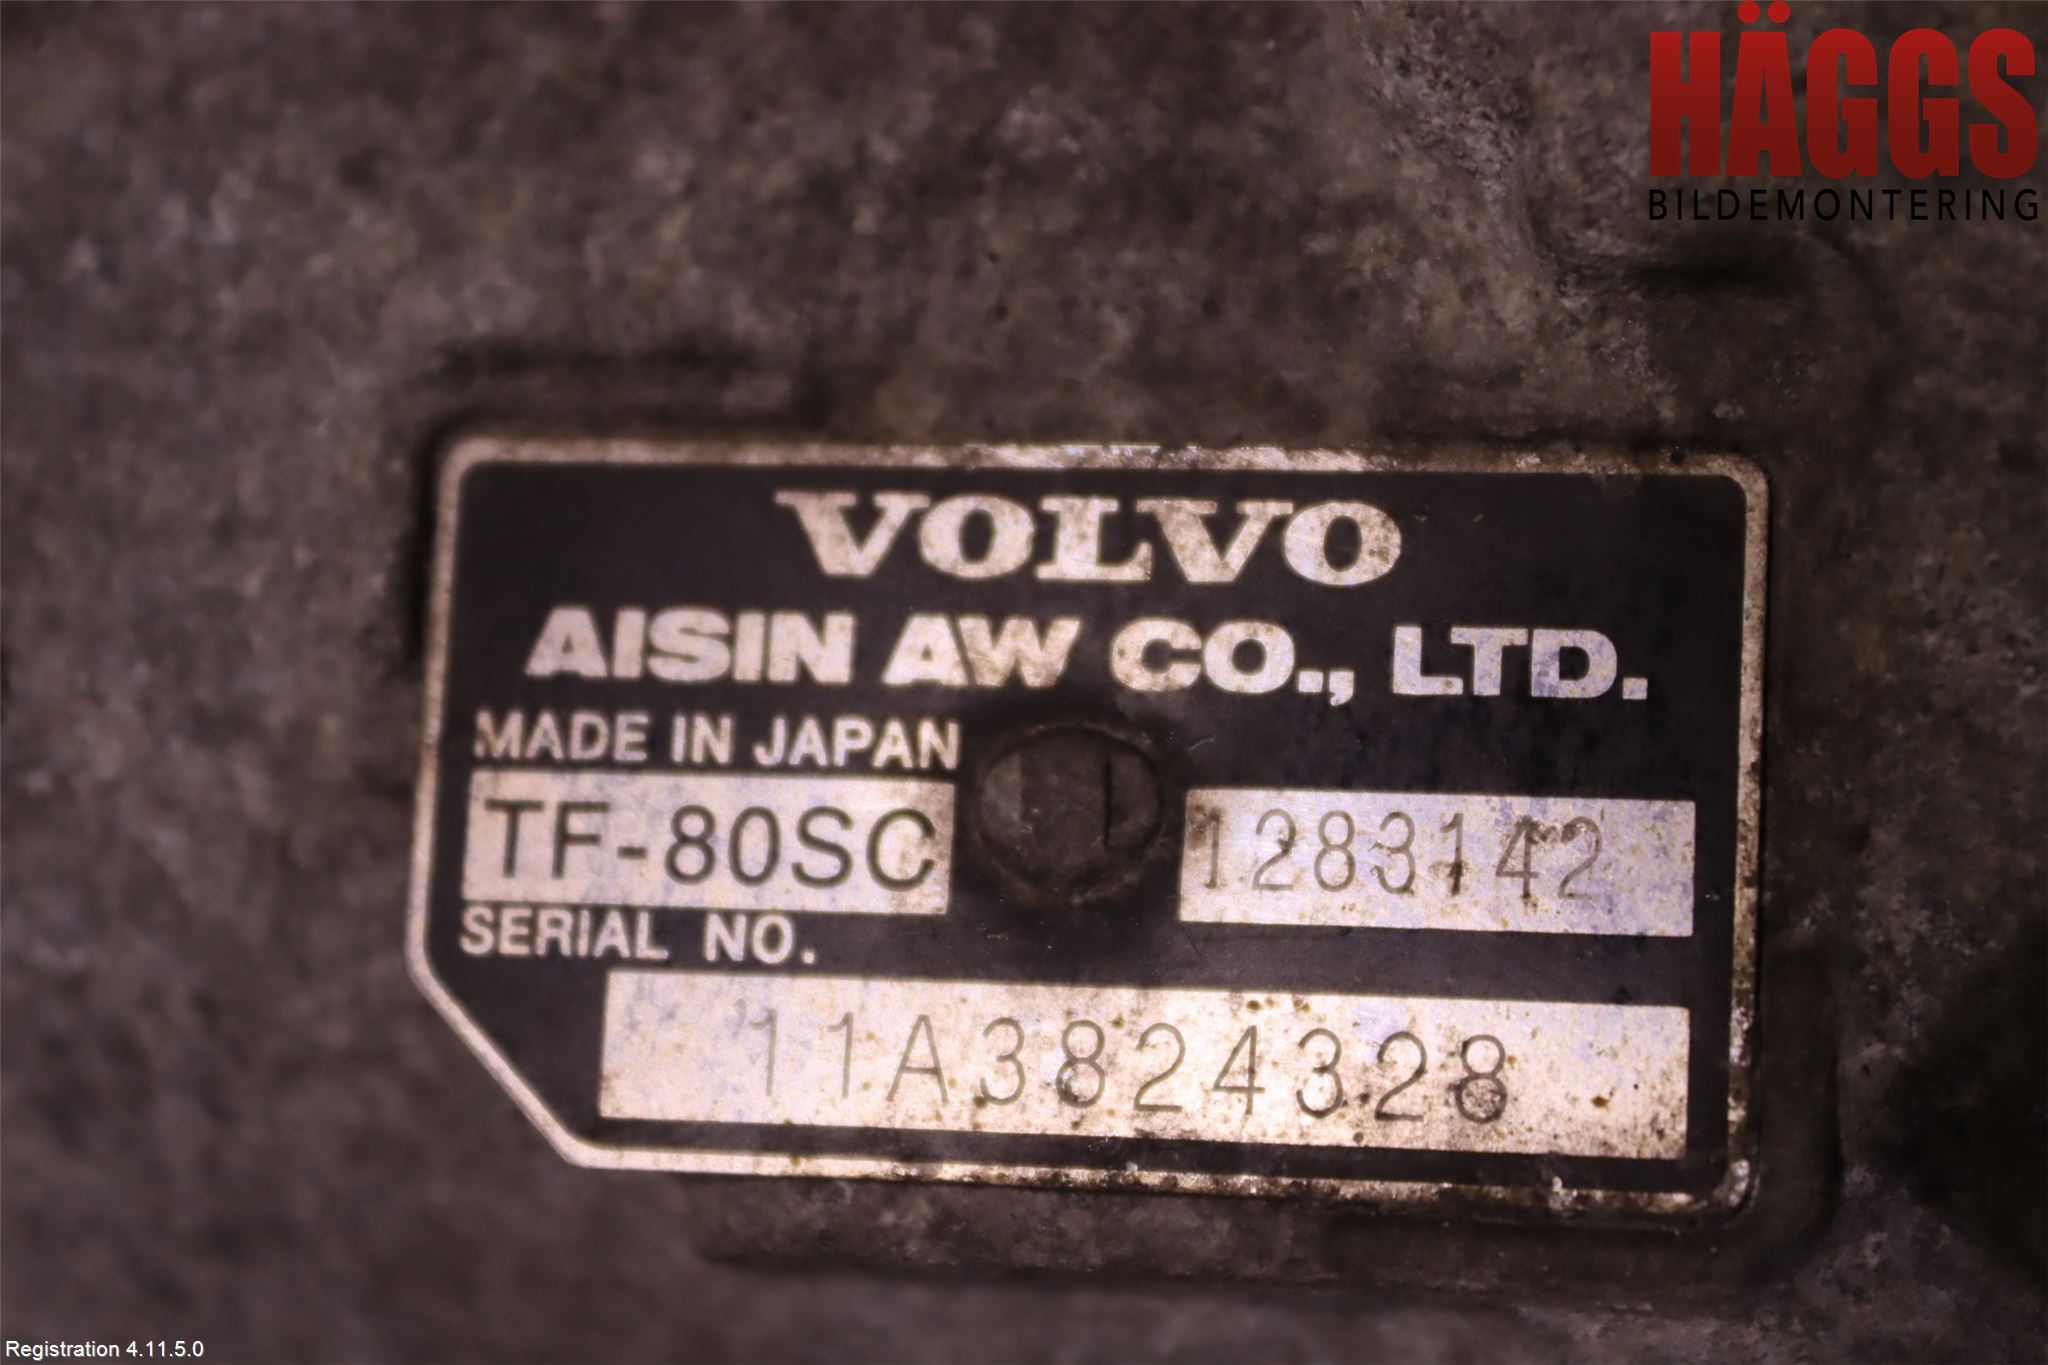 HÄGGS
BILDEMONTERING
VOLVO
AISIN AW CO., LTD.
MADE IN JAPAN
TF-80SC 1283142
SERIAL NO.
11A3824328
Registration 4.11.5.0